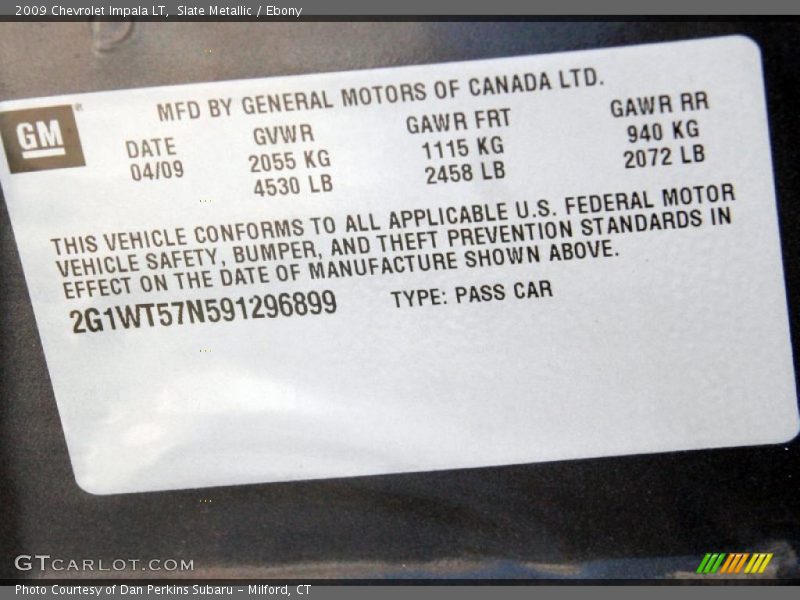 2009 Chevrolet Impala LT, Slate Metallic / Ebony
MFD BY GENERAL MOTORS OF CANADA LTD.
GM ®
DATE GVWR GAWR FRT GAWR RR
04/09 2055 KG 1115 KG 940 KG
4530 LB 2458 LB 2072 LB
THIS VEHICLE CONFORMS TO ALL APPLICABLE U.S. FEDERAL MOTOR
VEHICLE SAFETY, BUMPER, AND THEFT PREVENTION STANDARDS IN
EFFECT ON THE DATE OF MANUFACTURE SHOWN ABOVE.
2G1WT57N591296899 TYPE: PASS CAR
GTCARLOT.COM
Photo Courtesy of Dan Perkins Subaru - Milford, CT